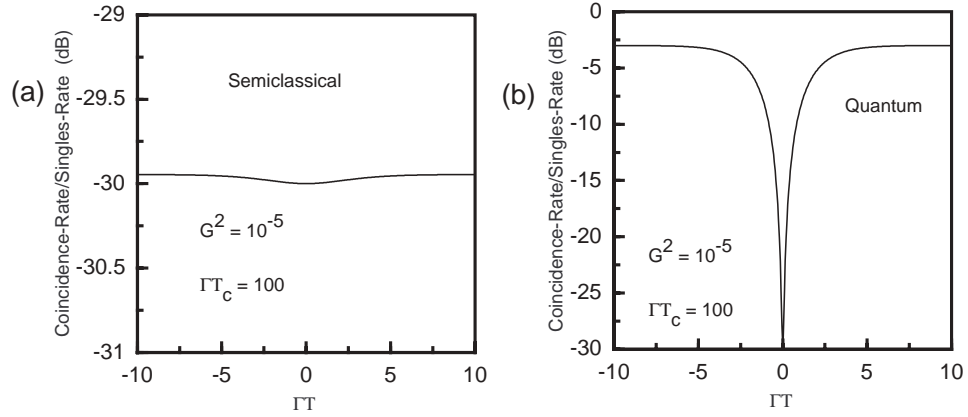 (a)
Coincidence-Rate/Singles-Rate (dB)
-29
-29.5
-30
-30.5
-31
Semiclassical
G² = 10⁻⁵
ΓT_c = 100
-10
-5
0
5
10
ΓT
(b)
Coincidence-Rate/Singles-Rate (dB)
0
-5
-10
-15
-20
-25
-30
Quantum
G² = 10⁻⁵
ΓT_c = 100
-10
-5
0
5
10
ΓT